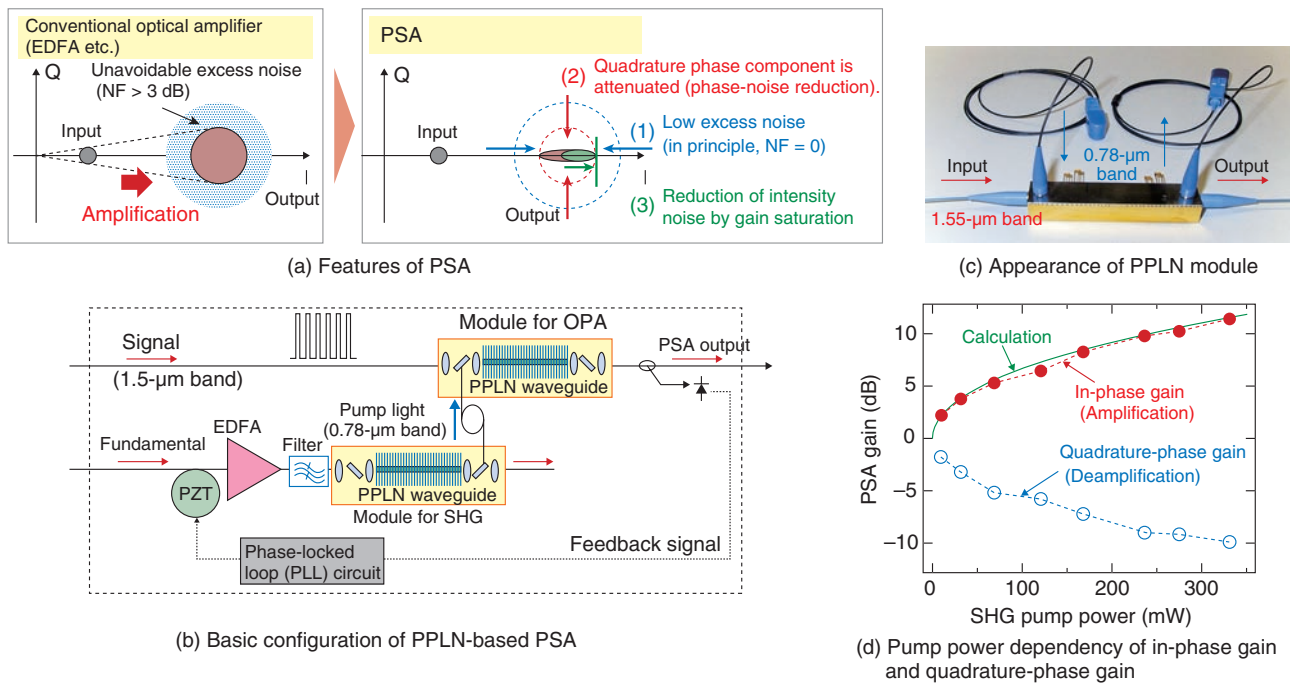 Conventional optical amplifier
(EDFA etc.)
Q
Unavoidable excess noise
(NF > 3 dB)
Input
Amplification
I
Output
PSA
Q
(2) Quadrature phase component is
attenuated (phase-noise reduction).
Input
(1) Low excess noise
(in principle, NF = 0)
I
Output
(3) Reduction of intensity
noise by gain saturation
(a) Features of PSA
0.78-µm
band
Input
Output
1.55-µm band
(c) Appearance of PPLN module
Module for OPA
Signal
(1.5-µm band)
PSA output
PPLN waveguide
Pump light
(0.78-µm band)
Fundamental
EDFA
Filter
PZT
PPLN waveguide
Module for SHG
Feedback signal
Phase-locked
loop (PLL) circuit
(b) Basic configuration of PPLN-based PSA
PSA gain (dB)
10
5
0
–5
–10
Calculation
In-phase gain
(Amplification)
Quadrature-phase gain
(Deamplification)
0 100 200 300
SHG pump power (mW)
(d) Pump power dependency of in-phase gain
and quadrature-phase gain